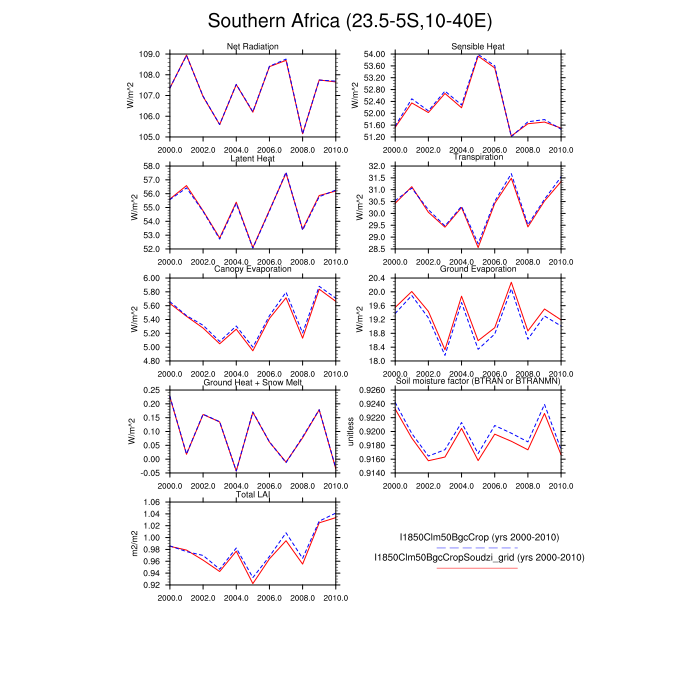 Southern Africa (23.5-5S,10-40E)
Net Radiation
W/m^2
109.0
108.0
107.0
106.0
105.0
2000.0 2002.0 2004.0 2006.0 2008.0 2010.0
Sensible Heat
W/m^2
54.00
53.60
53.20
52.80
52.40
52.00
51.60
51.20
2000.0 2002.0 2004.0 2006.0 2008.0 2010.0
Latent Heat
W/m^2
58.0
57.0
56.0
55.0
54.0
53.0
52.0
2000.0 2002.0 2004.0 2006.0 2008.0 2010.0
Transpiration
W/m^2
32.0
31.5
31.0
30.5
30.0
29.5
29.0
28.5
2000.0 2002.0 2004.0 2006.0 2008.0 2010.0
Canopy Evaporation
W/m^2
6.00
5.80
5.60
5.40
5.20
5.00
4.80
2000.0 2002.0 2004.0 2006.0 2008.0 2010.0
Ground Evaporation
W/m^2
20.4
20.0
19.6
19.2
18.8
18.4
18.0
2000.0 2002.0 2004.0 2006.0 2008.0 2010.0
Ground Heat + Snow Melt
W/m^2
0.25
0.20
0.15
0.10
0.05
0.00
-0.05
2000.0 2002.0 2004.0 2006.0 2008.0 2010.0
Soil moisture factor (BTRAN or BTRANMN)
unitless
0.9260
0.9240
0.9220
0.9200
0.9180
0.9160
0.9140
2000.0 2002.0 2004.0 2006.0 2008.0 2010.0
Total LAI
m2/m2
1.06
1.04
1.02
1.00
0.98
0.96
0.94
0.92
2000.0 2002.0 2004.0 2006.0 2008.0 2010.0
I1850Clm50BgcCrop (yrs 2000-2010)
I1850Clm50BgcCropSoudzi_grid (yrs 2000-2010)